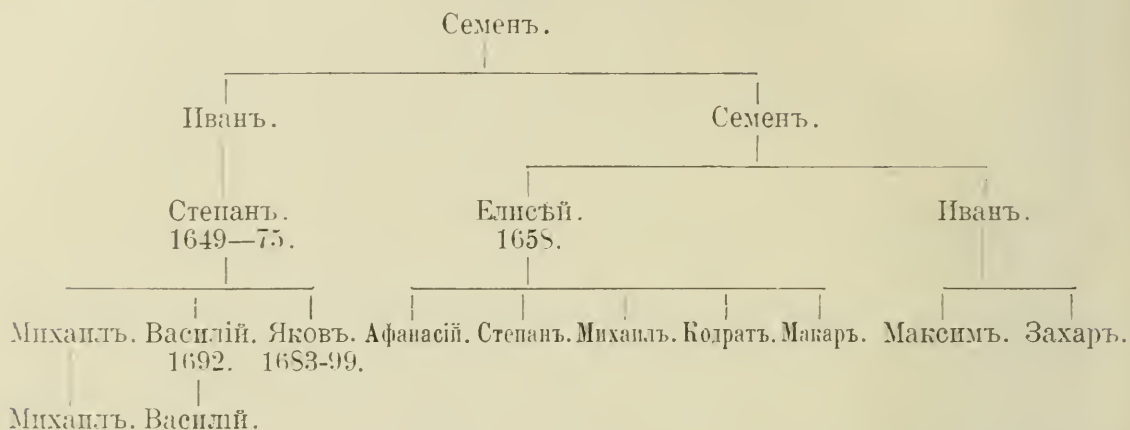 Семенъ.
Иванъ. Семенъ.
Степанъ. Елисѣй. Иванъ.
1649—75. 1658.
Михаилъ. Василій. Яковъ. Афанасій. Степанъ. Михаилъ. Кодратъ. Макаръ. Максимъ. Захаръ.
1692. 1683-99.
Михаилъ. Василій.